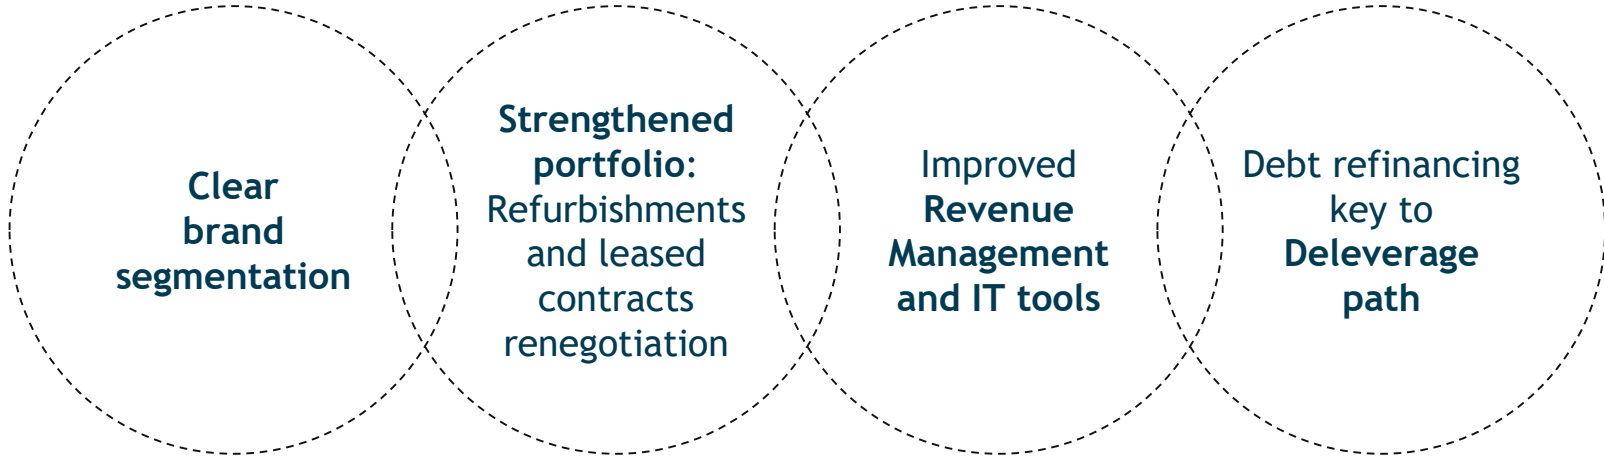 Clear
brand
segmentation
Strengthened
portfolio:
Refurbishments
and leased
contracts
renegotiation
Improved
Revenue
Management
and IT tools
Debt refinancing
key to
Deleverage
path